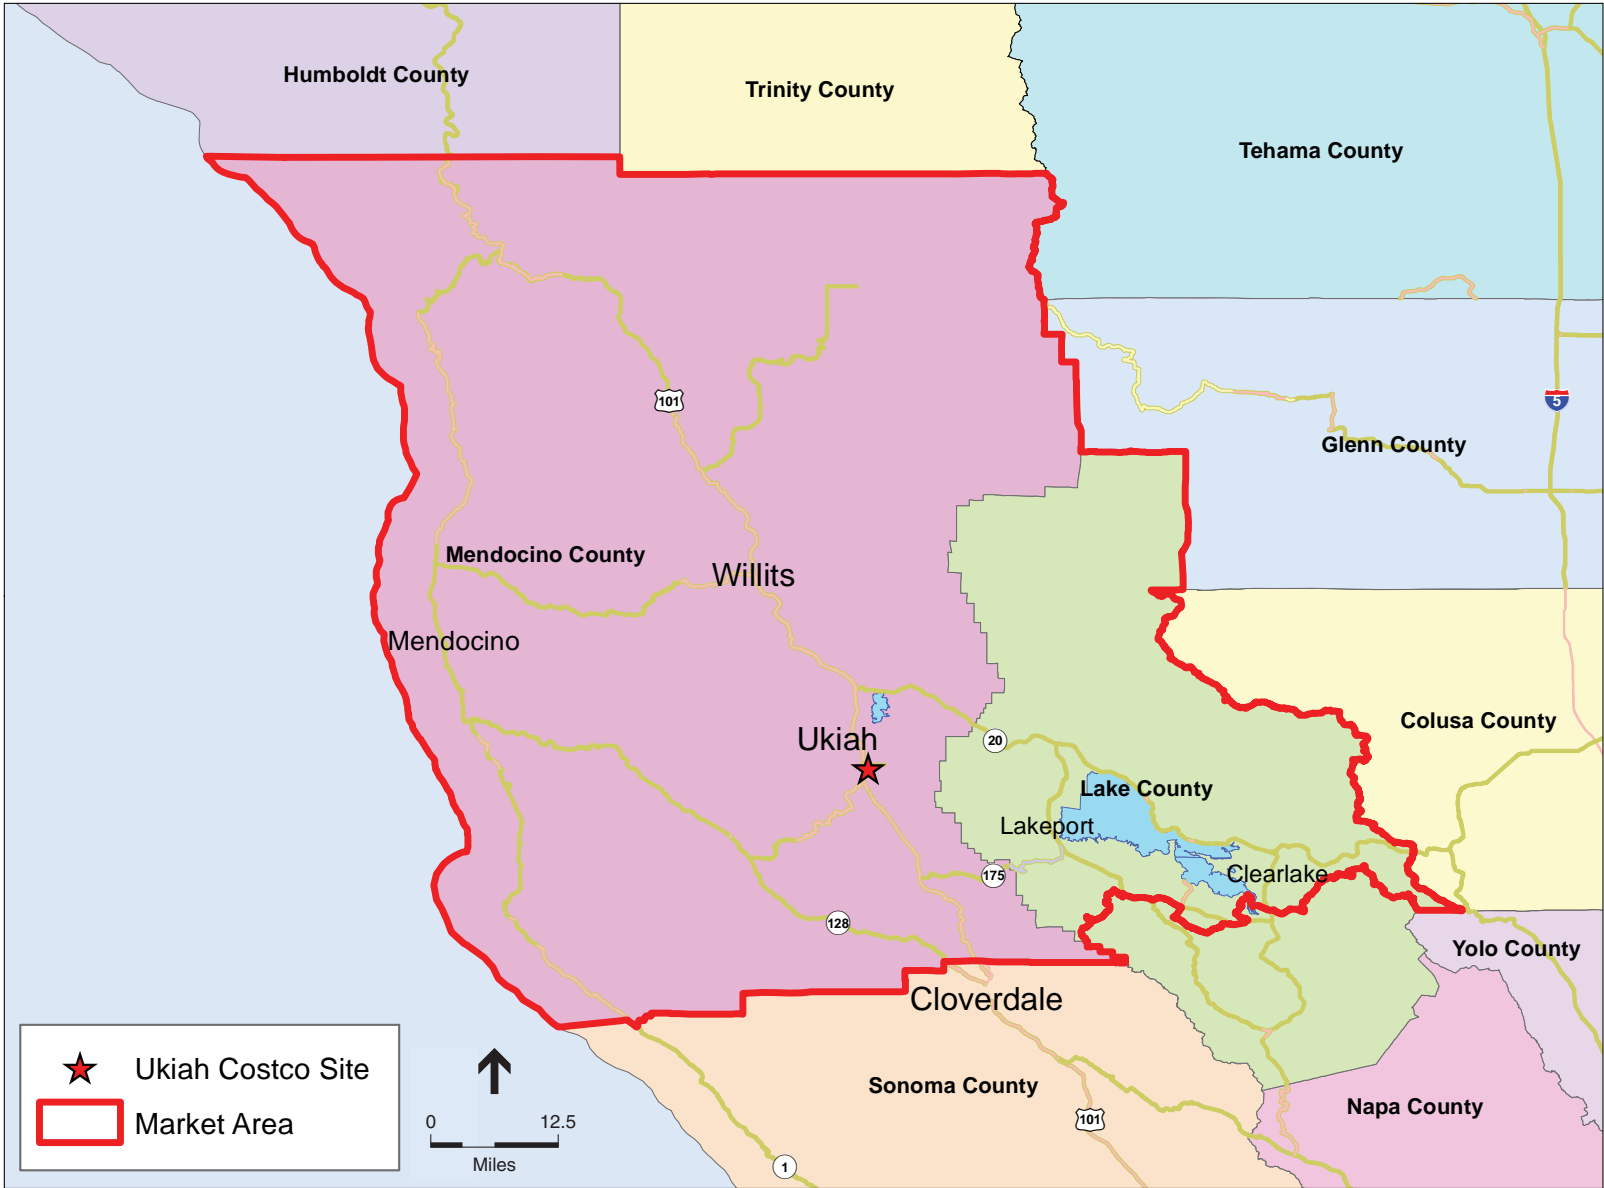 Humboldt County
Trinity County
Tehama County
101
5
Glenn County
Mendocino County
Willits
Mendocino
Colusa County
Ukiah
20
Lake County
Lakeport
175
Clearlake
128
Yolo County
Cloverdale
Sonoma County
Napa County
101
1
Ukiah Costco Site
Market Area
0 12.5
Miles